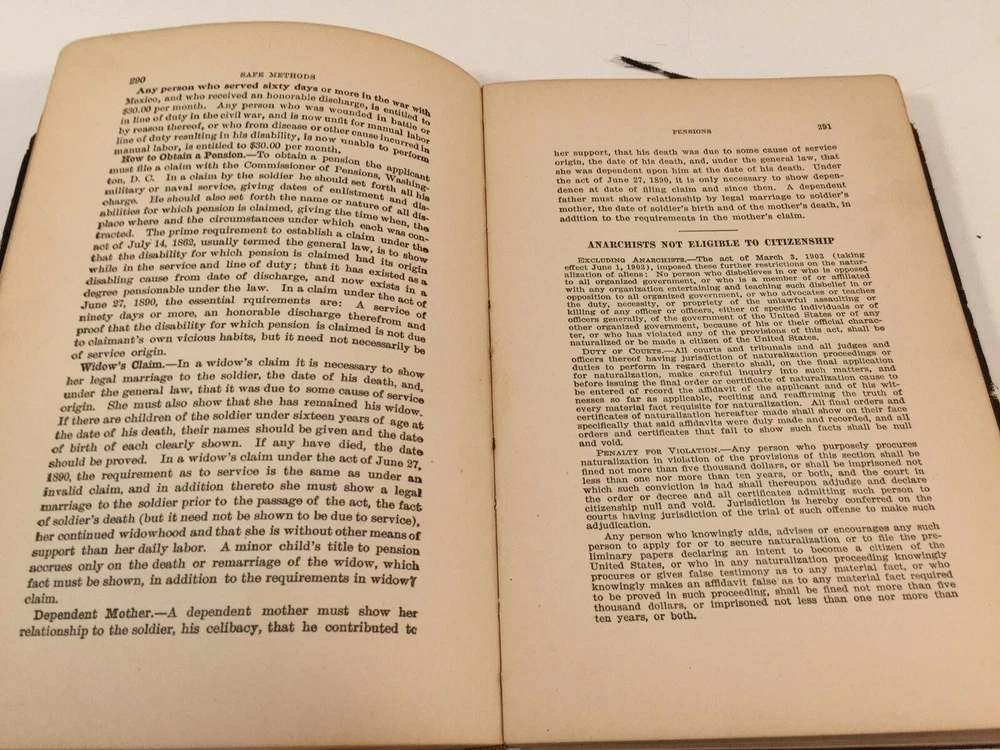 290
SAFE METHODS
Any person who served sixty days or more in the war with
Mexico, and who received an honorable discharge, is entitled to
$30.00 per month. Any person who was wounded in battle or
in line of duty in the civil war, and is now unfit for manual labor
by reason thereof, or who from disease or other cause incurred in
line of duty resulting in his disability, is now unable to perform
manual labor, is entitled to $30.00 per month.
How to Obtain a Pension.—To obtain a pension the applicant
must file a claim with the Commissioner of Pensions, Washing-
ton, D. C. In a claim by the soldier he should set forth all his
military or naval service, giving dates of enlistment and dis-
charge. He should also set forth the name or nature of all dis-
abilities for which pension is claimed, giving the time when, the
place where and the circumstances under which each was con-
tracted. The prime requirement to establish a claim under the
act of July 14, 1862, usually termed the general law, is to show
that the disability for which pension is claimed had its origin
while in the service and line of duty; that it has existed as a
disabling cause from date of discharge, and now exists in a
degree pensionable under the law. In a claim under the act of
June 27, 1890, the essential rquirements are: A service of
ninety days or more, an honorable discharge therefrom and
proof that the disability for which pension is claimed is not due
to claimant's own vicious habits, but it need not necessarily be
of service origin.
Widow's Claim.—In a widow's claim it is necessary to show
her legal marriage to the soldier, the date of his death, and,
under the general law, that it was due to some cause of service
origin. She must also show that she has remained his widow.
If there are children of the soldier under sixteen years of age at
the date of his death, their names should be given and the date
of birth of each clearly shown. If any have died, the date
should be proved. In a widow's claim under the act of June 27,
1890, the requirement as to service is the same as under an
invalid claim, and in addition thereto she must show a legal
marriage to the soldier prior to the passage of the act, the fact
of soldier's death (but it need not be shown to be due to service),
her continued widowhood and that she is without other means of
support than her daily labor. A minor child's title to pension
accrues only on the death or remarriage of the widow, which
fact must be shown, in addition to the requirements in widow's
claim.
Dependent Mother.—A dependent mother must show her
relationship to the soldier, his celibacy, that he contributed to
PENSIONS
291
her support, that his death was due to some cause of service
origin, the date of his death, and, under the general law, that
she was dependent upon him at the date of his death. Under
the act of June 27, 1890, it is only necessary to show depen-
dence at date of filing claim and since then. A dependent
father must show relationship by legal marriage to soldier's
mother, the date of soldier's birth and of the mother's death, in
addition to the requirements in the mother's claim.
ANARCHISTS NOT ELIGIBLE TO CITIZENSHIP
EXCLUDING ANARCHISTS.—The act of March 3, 1903 (taking
effect June 1, 1903), imposed these further restrictions on the natur-
alization of aliens: No person who disbelieves in or who is opposed
to all organized government, or who is a member of or affiliated
with any organization entertaining and teaching such disbelief in or
opposition to all organized government, or who advocates or teaches
the duty, necessity, or propriety of the unlawful assaulting or
killing of any officer or officers, either of specific individuals or of
officers generally, of the government of the United States or of any
other organized government, because of his or their official charac-
ter, or who has violated any of the provisions of this act, shall be
naturalized or be made a citizen of the United States.
DUTY OF COURTS.—All courts and tribunals and all judges and
officers thereof having jurisdiction of naturalization proceedings or
duties to perform in regard thereto shall, on the final application
for naturalization, make careful inquiry into such matters, and
before issuing the final order or certificate of naturalization cause to
be entered of record the affidavit of the applicant and of his wit-
nesses so far as applicable, reciting and reaffirming the truth of
every material fact requisite for naturalization. All final orders and
certificates of naturalization hereafter made shall show on their face
specifically that said affidavits were duly made and recorded, and all
orders and certificates that fail to show such facts shall be null
and void.
PENALTY FOR VIOLATION.—Any person who purposely procures
naturalization in violation of the provisions of this section shall be
fined not more than five thousand dollars, or shall be imprisoned not
less than one nor more than ten years, or both, and the court in
which such conviction is had shall thereupon adjudge and declare
the order or decree and all certificates admitting such person to
citizenship null and void. Jurisdiction is hereby conferred on the
courts having jurisdiction of the trial of such offense to make such
adjudication.
Any person who knowingly aids, advises or encourages any such
person to apply for or to secure naturalization or to file the pre-
liminary papers declaring an intent to become a citizen of the
United States, or who in any naturalization proceeding knowingly
procures or gives false testimony as to any material fact, or who
knowingly makes an affidavit false as to any material fact required
to be proved in such proceeding, shall be fined not more than five
thousand dollars, or imprisoned not less than one nor more than
ten years, or both.